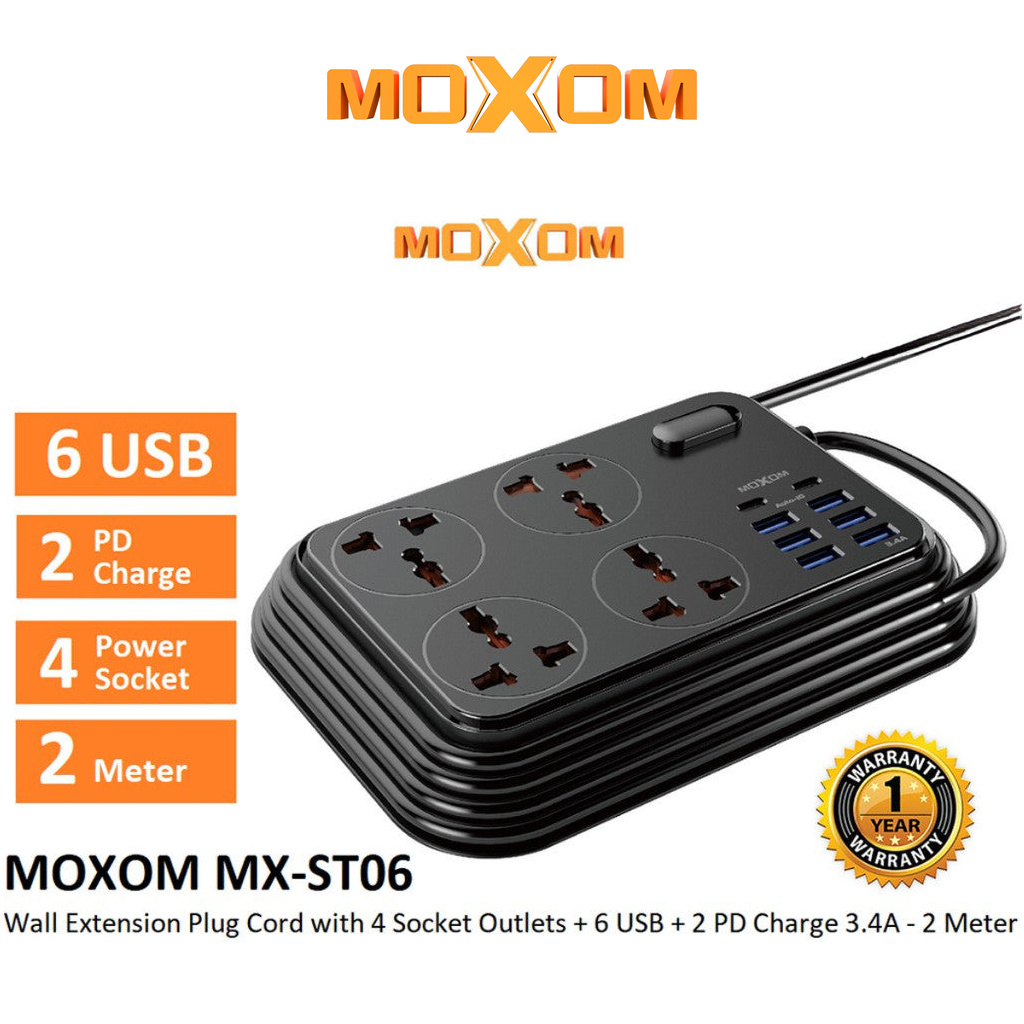 MOXOM
MOXOM
6 USB
2 PD
Charge
4 Power
Socket
2 Meter
MOXOM
Auto-ID
3.4A
WARRANTY
1
YEAR
WARRANTY
MOXOM MX-ST06
Wall Extension Plug Cord with 4 Socket Outlets + 6 USB + 2 PD Charge 3.4A - 2 Meter